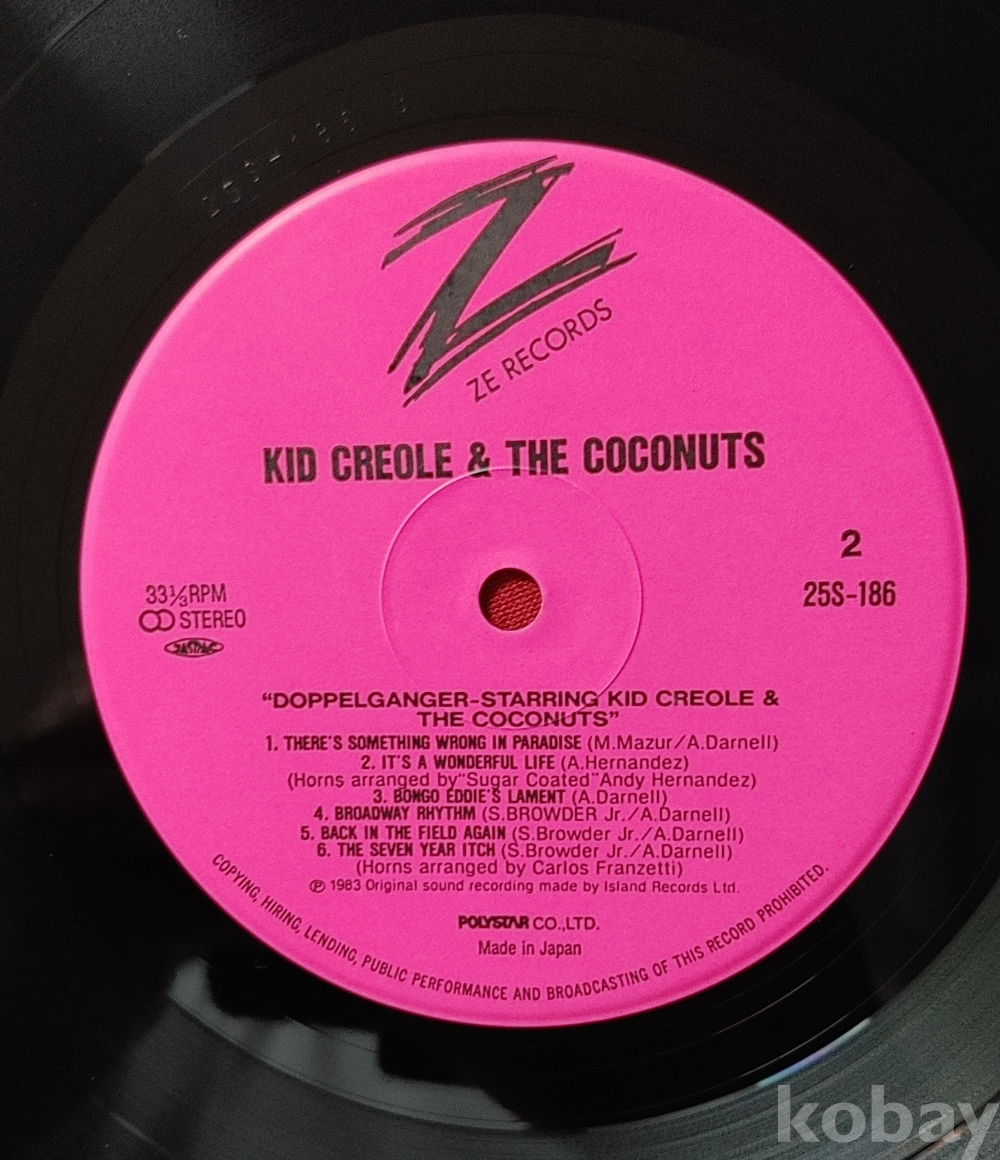 Z
ZE RECORDS
KID CREOLE & THE COCONUTS
2
33⅓RPM
STEREO
JASRAC
25S-186
“DOPPELGANGER-STARRING KID CREOLE &
THE COCONUTS”
1. THERE'S SOMETHING WRONG IN PARADISE (M.Mazur/A.Darnell)
2. IT'S A WONDERFUL LIFE (A.Hernandez)
(Horns arranged by"Sugar Coated"Andy Hernandez)
3. BONGO EDDIE'S LAMENT (A.Darnell)
4. BROADWAY RHYTHM (S.BROWDER Jr./A.Darnell)
5. BACK IN THE FIELD AGAIN (S.Browder Jr./A.Darnell)
6. THE SEVEN YEAR ITCH (S.Browder Jr./A.Darnell)
(Horns arranged by Carlos Franzetti)
℗ 1983 Original sound recording made by Island Records Ltd.
POLYSTAR CO.,LTD.
Made in Japan
COPYING, HIRING, LENDING, PUBLIC PERFORMANCE AND BROADCASTING OF THIS RECORD PROHIBITED.
kobay